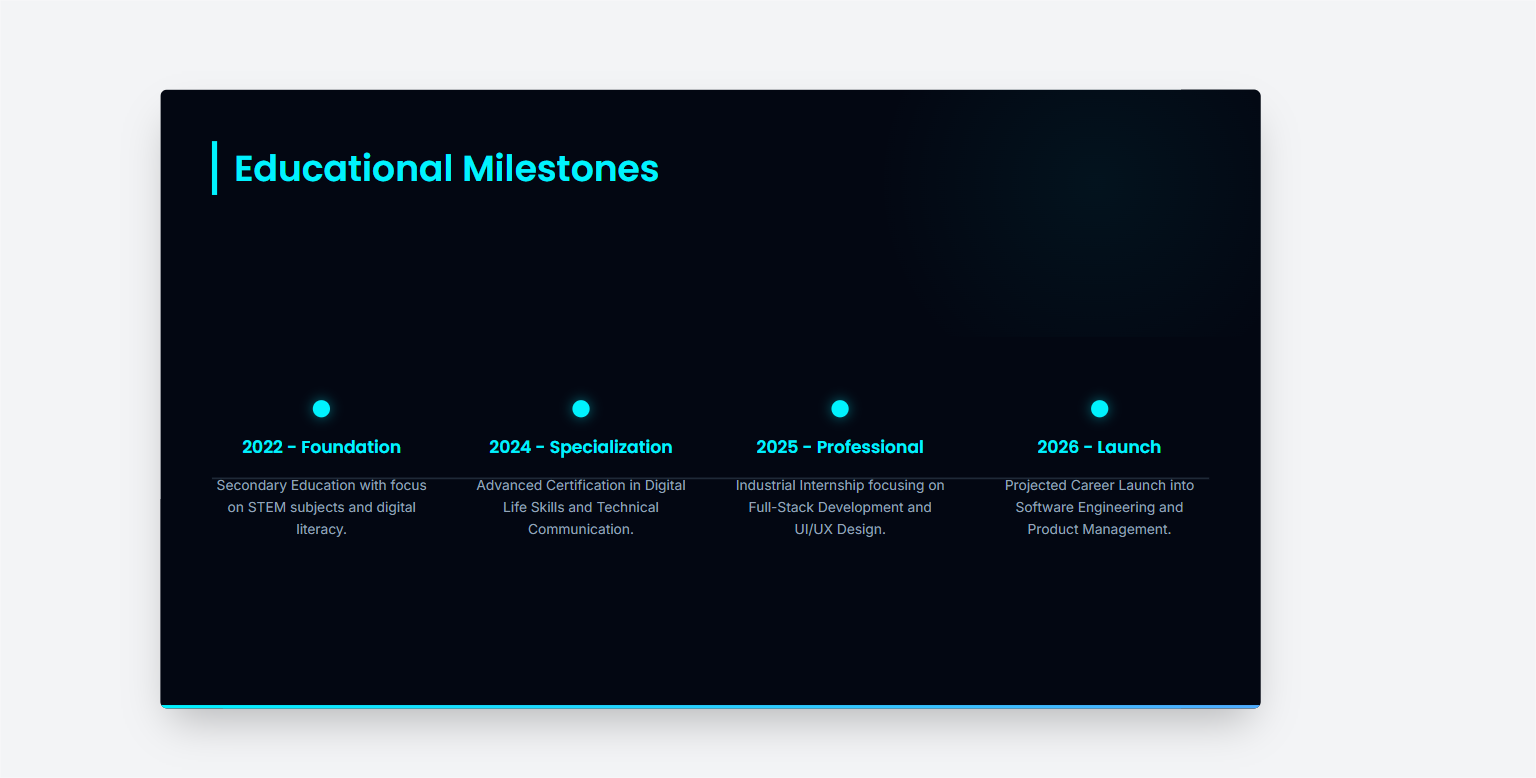 Educational Milestones
2022 - Foundation
Secondary Education with focus
on STEM subjects and digital
literacy.
2024 - Specialization
Advanced Certification in Digital
Life Skills and Technical
Communication.
2025 - Professional
Industrial Internship focusing on
Full-Stack Development and
UI/UX Design.
2026 - Launch
Projected Career Launch into
Software Engineering and
Product Management.